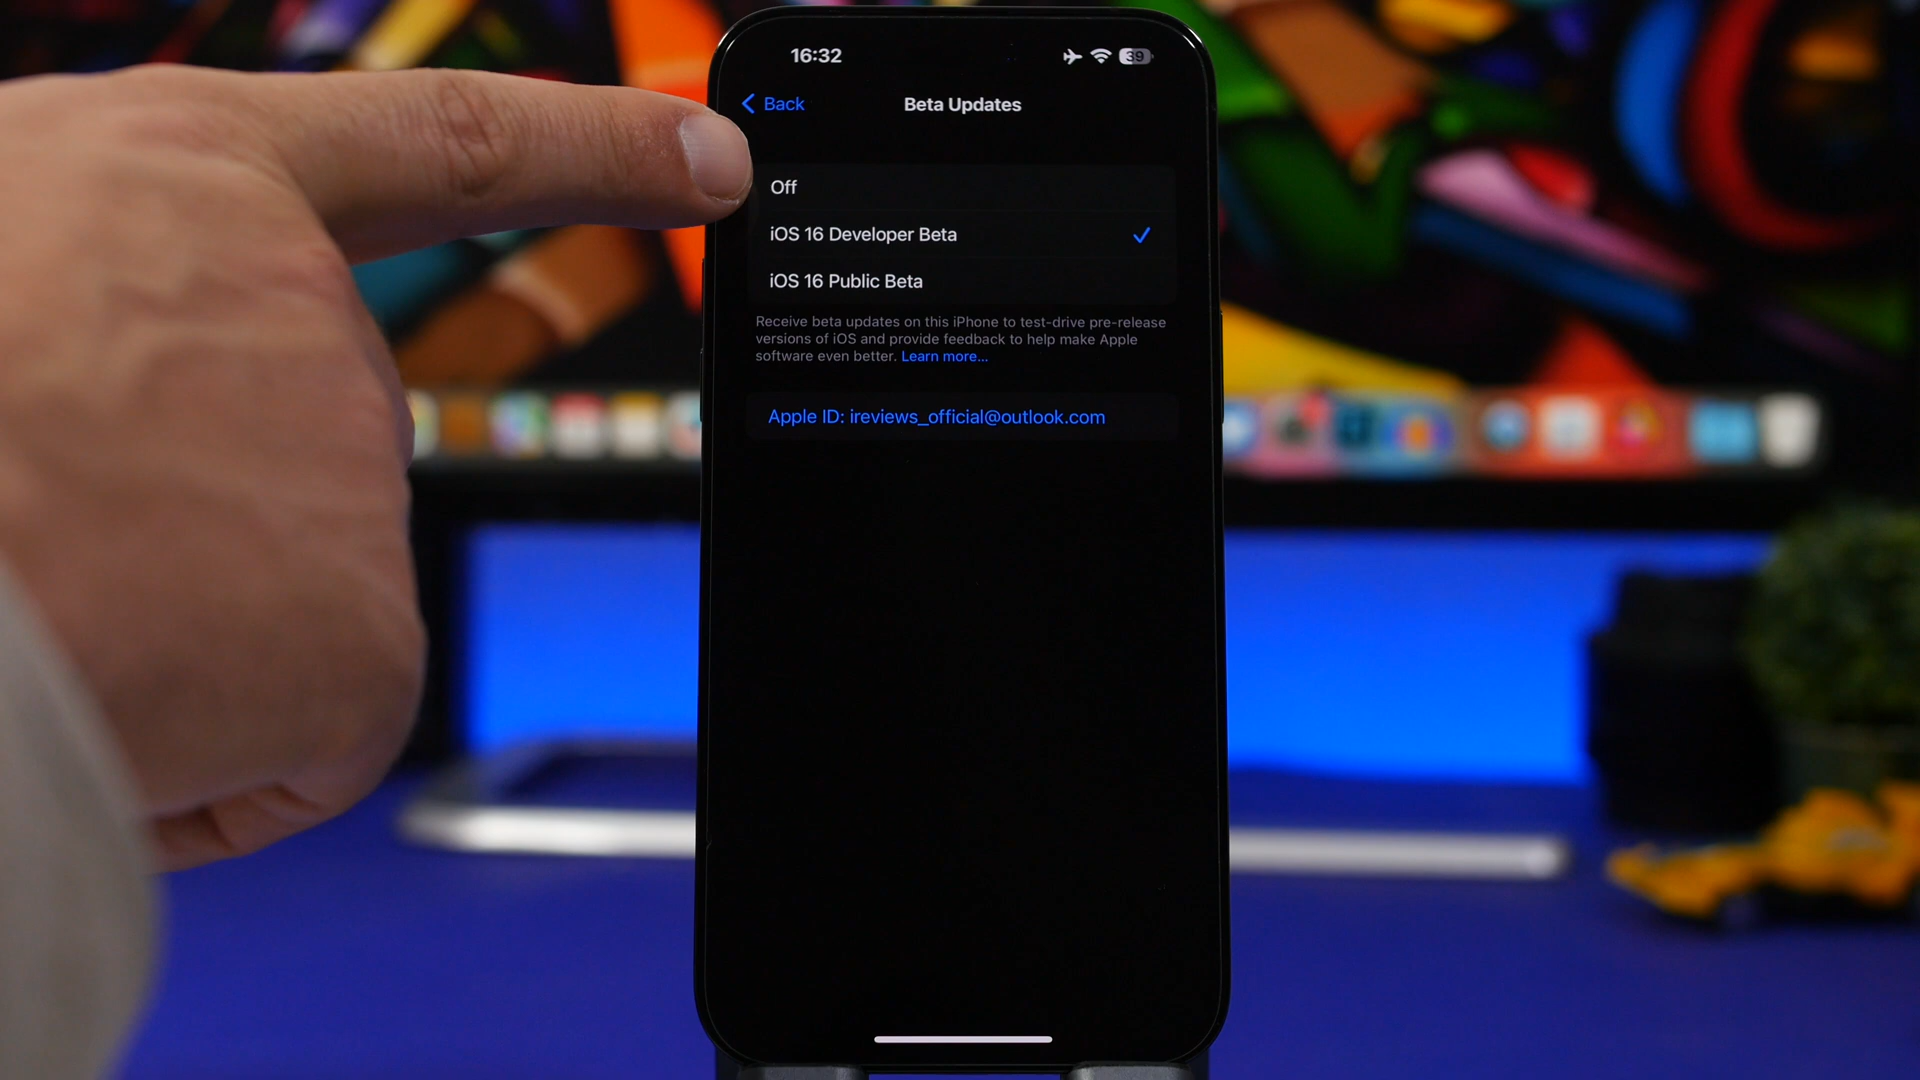 16:32
39
Back
Beta Updates
Off
iOS 16 Developer Beta
iOS 16 Public Beta
Receive beta updates on this iPhone to test-drive pre-release
versions of iOS and provide feedback to help make Apple
software even better. Learn more...
Apple ID: ireviews_official@outlook.com